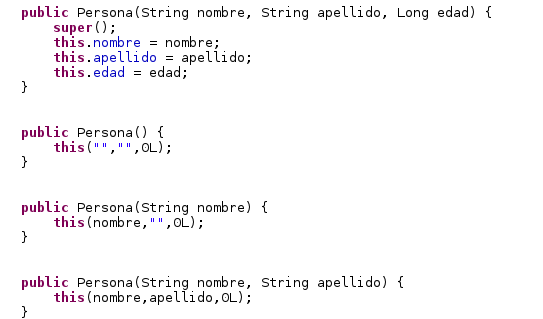 public Persona(String nombre, String apellido, Long edad) {
    super();
    this.nombre = nombre;
    this.apellido = apellido;
    this.edad = edad;
}
public Persona() {
    this("","",0L);
}
public Persona(String nombre) {
    this(nombre,"",0L);
}
public Persona(String nombre, String apellido) {
    this(nombre,apellido,0L);
}